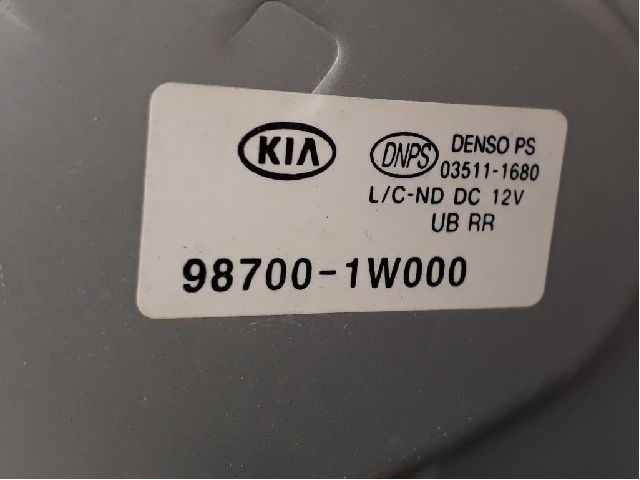 KIA
DNPS
DENSO PS
03511-1680
L/C-ND DC 12V
UB RR
98700-1W000